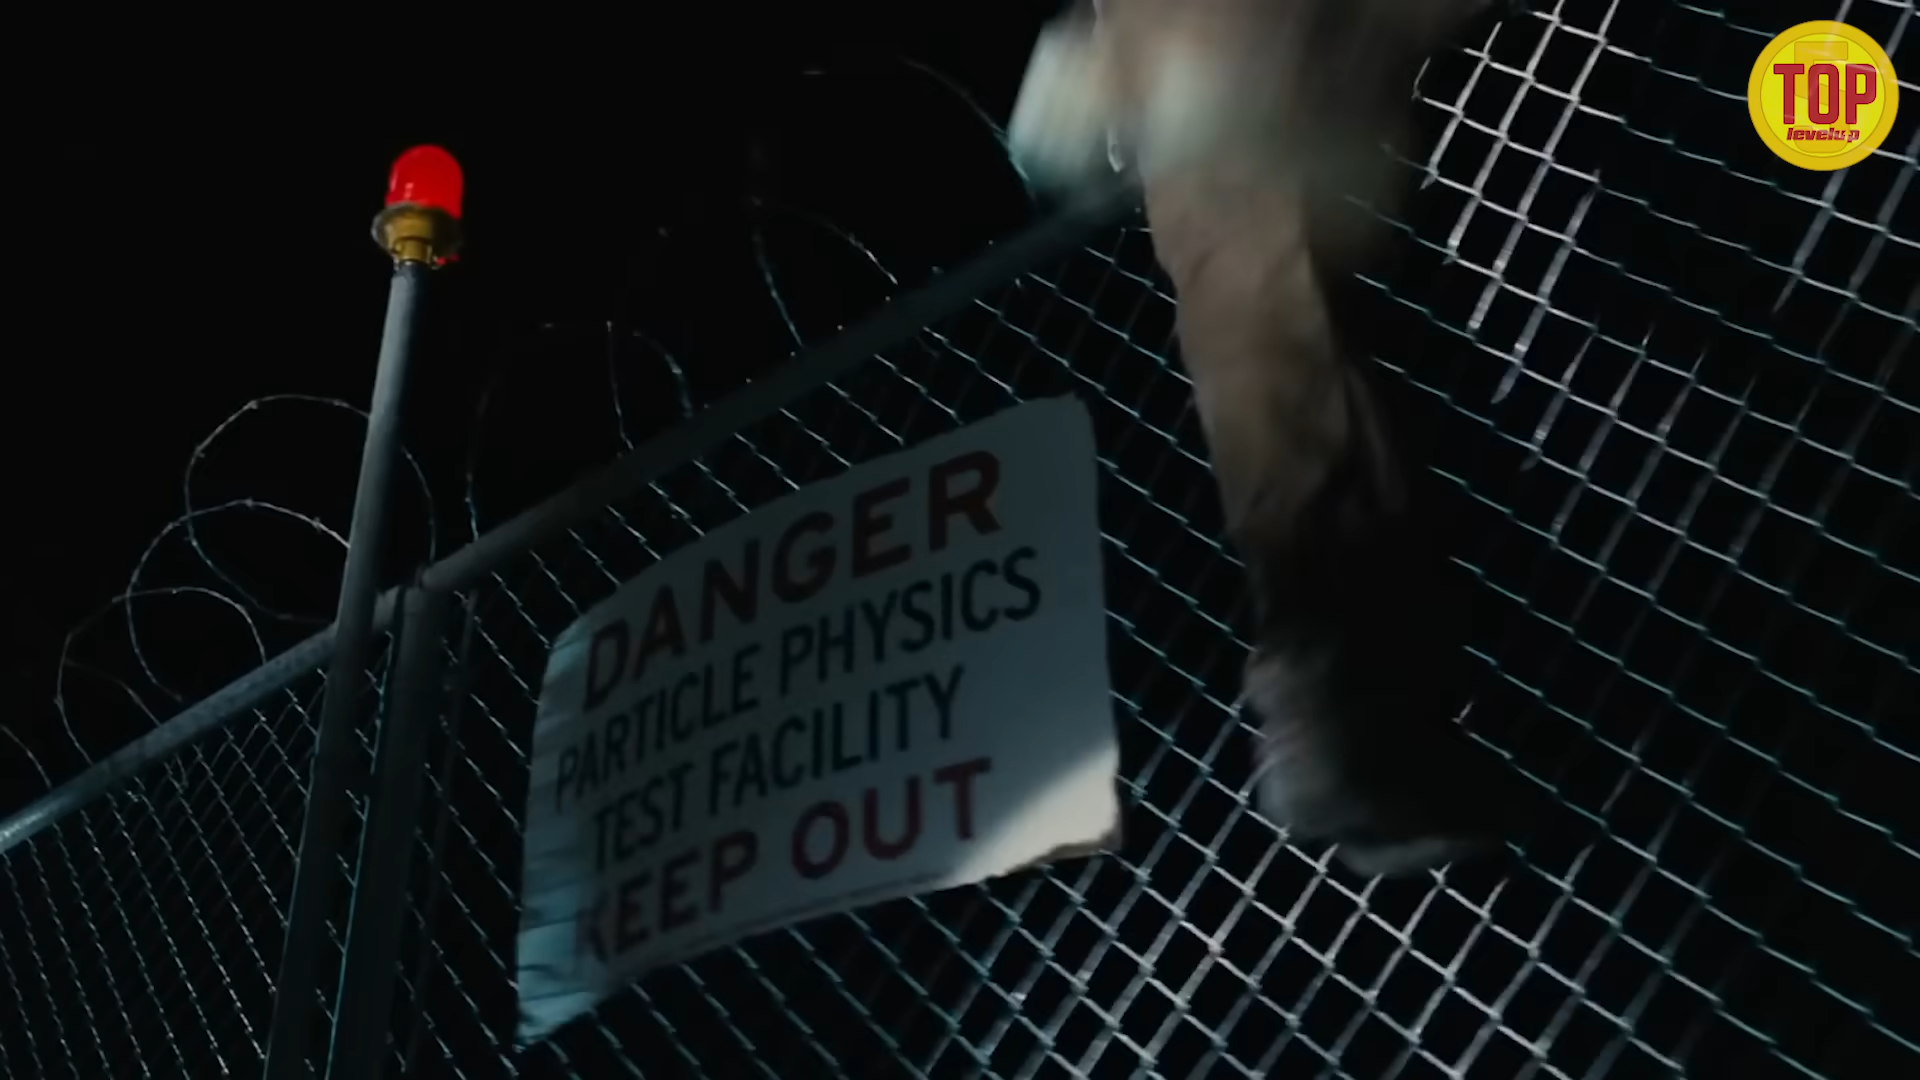 DANGER
PARTICLE PHYSICS
TEST FACILITY
KEEP OUT
TOP
levelup